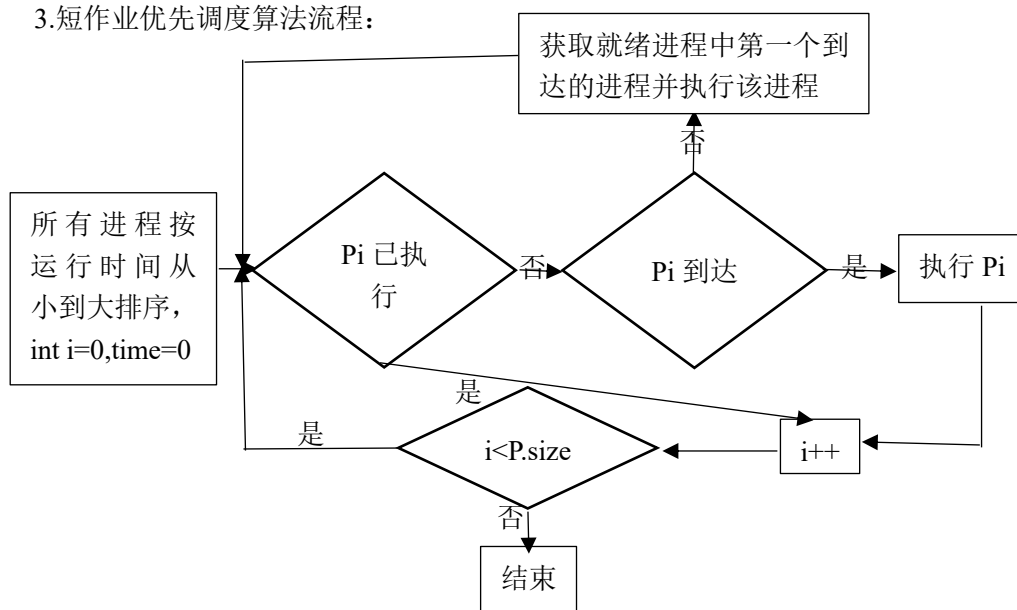 3.短作业优先调度算法流程：
获取就绪进程中第一个到
达的进程并执行该进程
否
所有进程按
运行时间从
小到大排序，
int i=0,time=0
Pi 已执
行
否
Pi 到达
是
执行 Pi
是
是
i<P.size
i++
否
结束